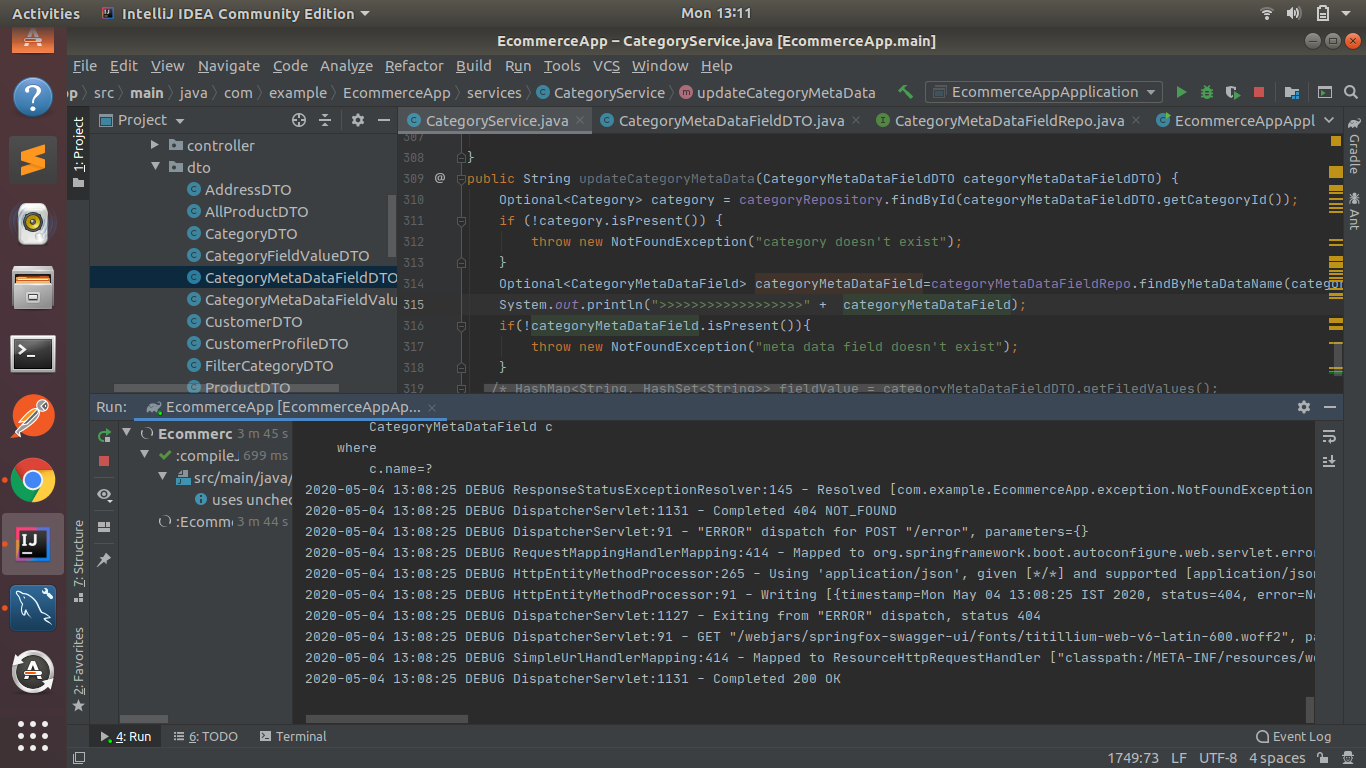 Activities IntelliJ IDEA Community Edition Mon 13:11
EcommerceApp – CategoryService.java [EcommerceApp.main]
File Edit View Navigate Code Analyze Refactor Build Run Tools VCS Window Help
src main java com example EcommerceApp services CategoryService updateCategoryMetaData EcommerceAppApplication
Project
CategoryService.java CategoryMetaDataFieldDTO.java CategoryMetaDataFieldRepo.java EcommerceAppAppl
1: Project
controller
dto
AddressDTO
AllProductDTO
CategoryDTO
CategoryFieldValueDTO
CategoryMetaDataFieldDTO
CategoryMetaDataFieldValu
CustomerDTO
CustomerProfileDTO
FilterCategoryDTO
ProductDTO
307
308 }
309 @ public String updateCategoryMetaData(CategoryMetaDataFieldDTO categoryMetaDataFieldDTO) {
310 Optional<Category> category = categoryRepository.findById(categoryMetaDataFieldDTO.getCategoryId());
311 if (!category.isPresent()) {
312 throw new NotFoundException("category doesn't exist");
313 }
314 Optional<CategoryMetaDataField> categoryMetaDataField=categoryMetaDataFieldRepo.findByMetaDataName(categ
315 System.out.println(">>>>>>>>>>>>>>>>>>" + categoryMetaDataField);
316 if(!categoryMetaDataField.isPresent()){
317 throw new NotFoundException("meta data field doesn't exist");
318 }
319 /* HashMap<String, HashSet<String>> fieldValue = categoryMetaDataFieldDTO.getFiledValues();
Gradle
Ant
Run: EcommerceApp [EcommerceAppAp...
Ecommerc 3 m 45 s
:compileJ 699 ms
src/main/java/
uses unchec
:Ecomme 3 m 44 s
CategoryMetaDataField c
where
c.name=?
2020-05-04 13:08:25 DEBUG ResponseStatusExceptionResolver:145 - Resolved [com.example.EcommerceApp.exception.NotFoundException
2020-05-04 13:08:25 DEBUG DispatcherServlet:1131 - Completed 404 NOT_FOUND
2020-05-04 13:08:25 DEBUG DispatcherServlet:91 - "ERROR" dispatch for POST "/error", parameters={}
2020-05-04 13:08:25 DEBUG RequestMappingHandlerMapping:414 - Mapped to org.springframework.boot.autoconfigure.web.servlet.error
2020-05-04 13:08:25 DEBUG HttpEntityMethodProcessor:265 - Using 'application/json', given [*/*] and supported [application/json
2020-05-04 13:08:25 DEBUG HttpEntityMethodProcessor:91 - Writing [{timestamp=Mon May 04 13:08:25 IST 2020, status=404, error=No
2020-05-04 13:08:25 DEBUG DispatcherServlet:1127 - Exiting from "ERROR" dispatch, status 404
2020-05-04 13:08:25 DEBUG DispatcherServlet:91 - GET "/webjars/springfox-swagger-ui/fonts/titillium-web-v6-latin-600.woff2", pa
2020-05-04 13:08:25 DEBUG SimpleUrlHandlerMapping:414 - Mapped to ResourceHttpRequestHandler ["classpath:/META-INF/resources/we
2020-05-04 13:08:25 DEBUG DispatcherServlet:1131 - Completed 200 OK
7: Structure
2: Favorites
4: Run 6: TODO Terminal Event Log
1749:73 LF UTF-8 4 spaces